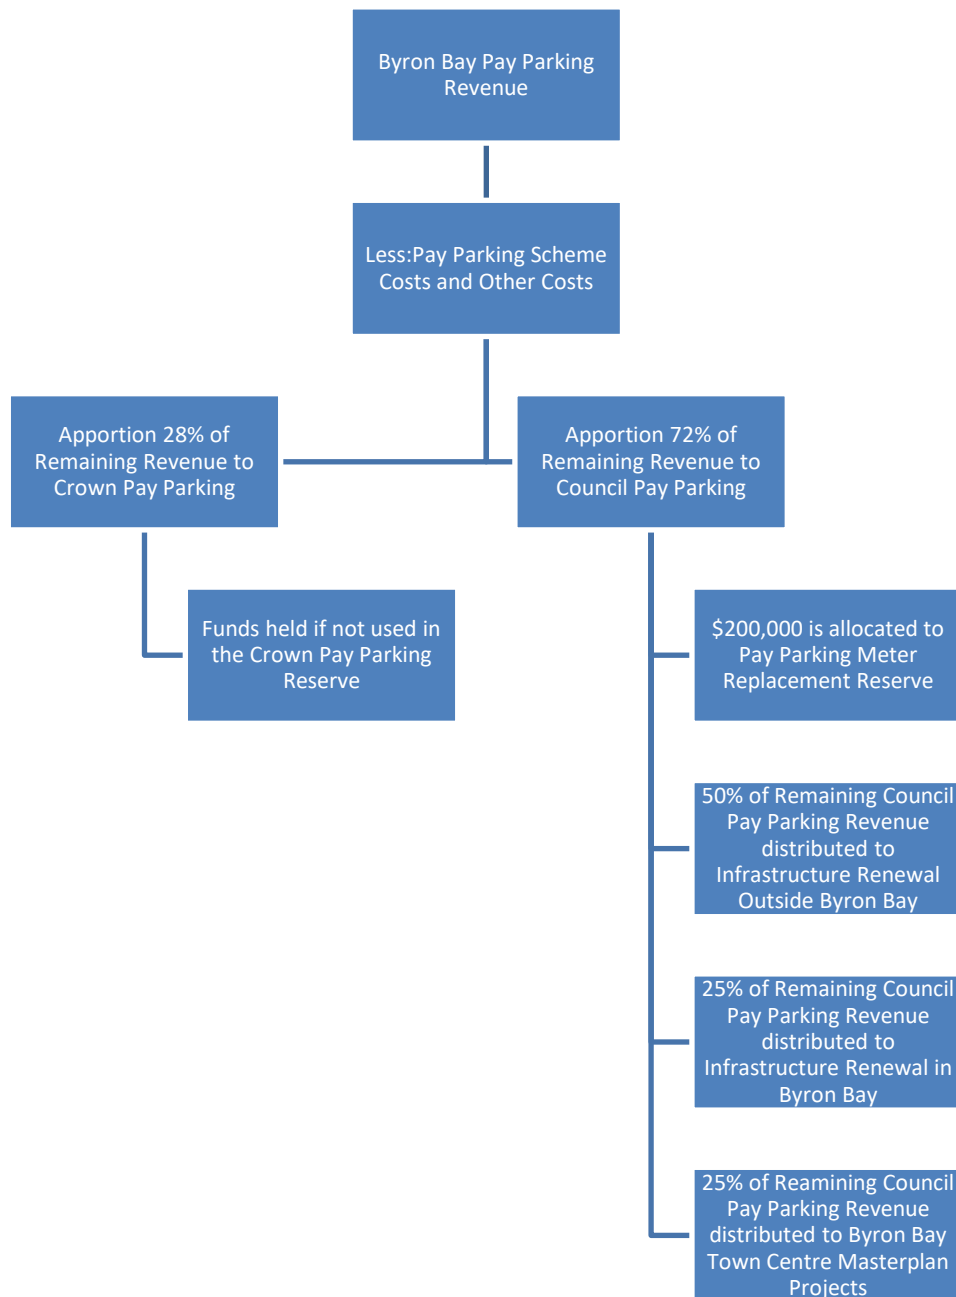 Byron Bay Pay Parking
Revenue
Less:Pay Parking Scheme
Costs and Other Costs
Apportion 28% of
Remaining Revenue to
Crown Pay Parking
Apportion 72% of
Remaining Revenue to
Council Pay Parking
Funds held if not used in
the Crown Pay Parking
Reserve
$200,000 is allocated to
Pay Parking Meter
Replacement Reserve
50% of Remaining Council
Pay Parking Revenue
distributed to
Infrastructure Renewal
Outside Byron Bay
25% of Remaining Council
Pay Parking Revenue
distributed to
Infrastructure Renewal in
Byron Bay
25% of Reamining Council
Pay Parking Revenue
distributed to Byron Bay
Town Centre Masterplan
Projects